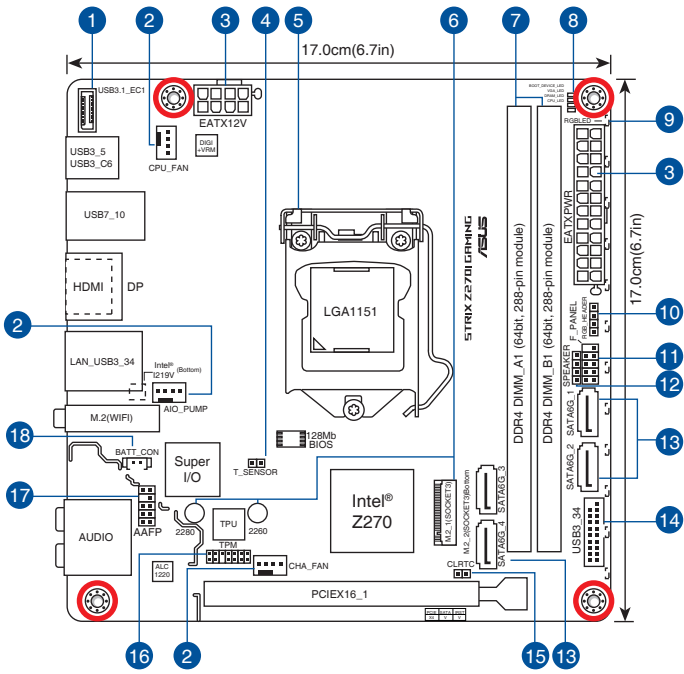 1
2
3
4
5
6
7
8
17.0cm(6.7in)
USB3.1_EC1
EATX12V
BOOT_DEVICE_LED
VGA_LED
DRAM_LED
CPU_LED
RGBLED
9
2
CPU_FAN
DIGI
+VRM
USB3_5
USB3_C6
3
USB7_10
EATXPWR
17.0cm(6.7in)
STRIX Z270I GAMING
ASUS
DDR4 DIMM_A1 (64bit, 288-pin module)
DDR4 DIMM_B1 (64bit, 288-pin module)
HDMI
DP
LGA1151
2
F_PANEL
RGB_HEADER
10
LAN_USB3_34
Intel®
I219V
(Bottom)
AIO_PUMP
SPEAKER
11
12
M.2(WIFI)
SATA6G_1
13
18
BATT_CON
128Mb
BIOS
SATA6G_2
Super
I/O
T_SENSOR
17
AAFP
Intel®
Z270
M.2_1(SOCKET3)
M.2_2(SOCKET3)Bottom
SATA6G_3
USB3_34
14
AUDIO
2280
TPU
2260
SATA6G_4
TPM
CHA_FAN
CLRTC
ALC
1220
PCIEX16_1
PCIE SATA IRST
X4 V V
16
2
15
13